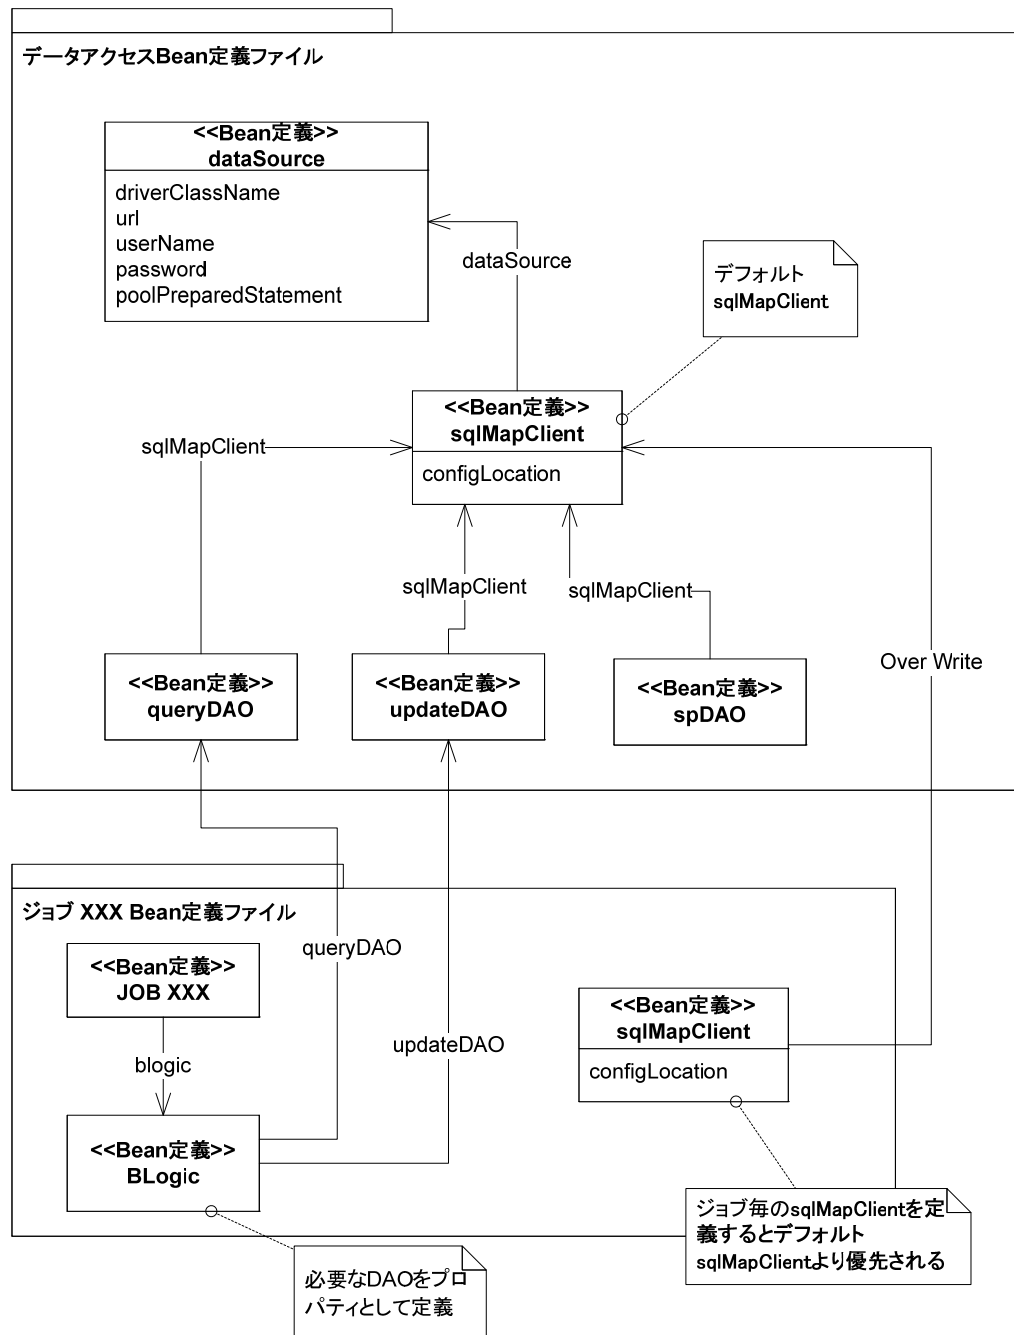 データアクセスBean定義ファイル
<<Bean定義>>
dataSource
driverClassName
url
userName
password
poolPreparedStatement
dataSource
デフォルト
sqlMapClient
<<Bean定義>>
sqlMapClient
configLocation
sqlMapClient
sqlMapClient
sqlMapClient
Over Write
<<Bean定義>>
queryDAO
<<Bean定義>>
updateDAO
<<Bean定義>>
spDAO
ジョブ XXX Bean定義ファイル
<<Bean定義>>
JOB XXX
queryDAO
updateDAO
blogic
<<Bean定義>>
sqlMapClient
configLocation
<<Bean定義>>
BLogic
ジョブ毎のsqlMapClientを定
義するとデフォルト
sqlMapClientより優先される
必要なDAOをプロ
パティとして定義